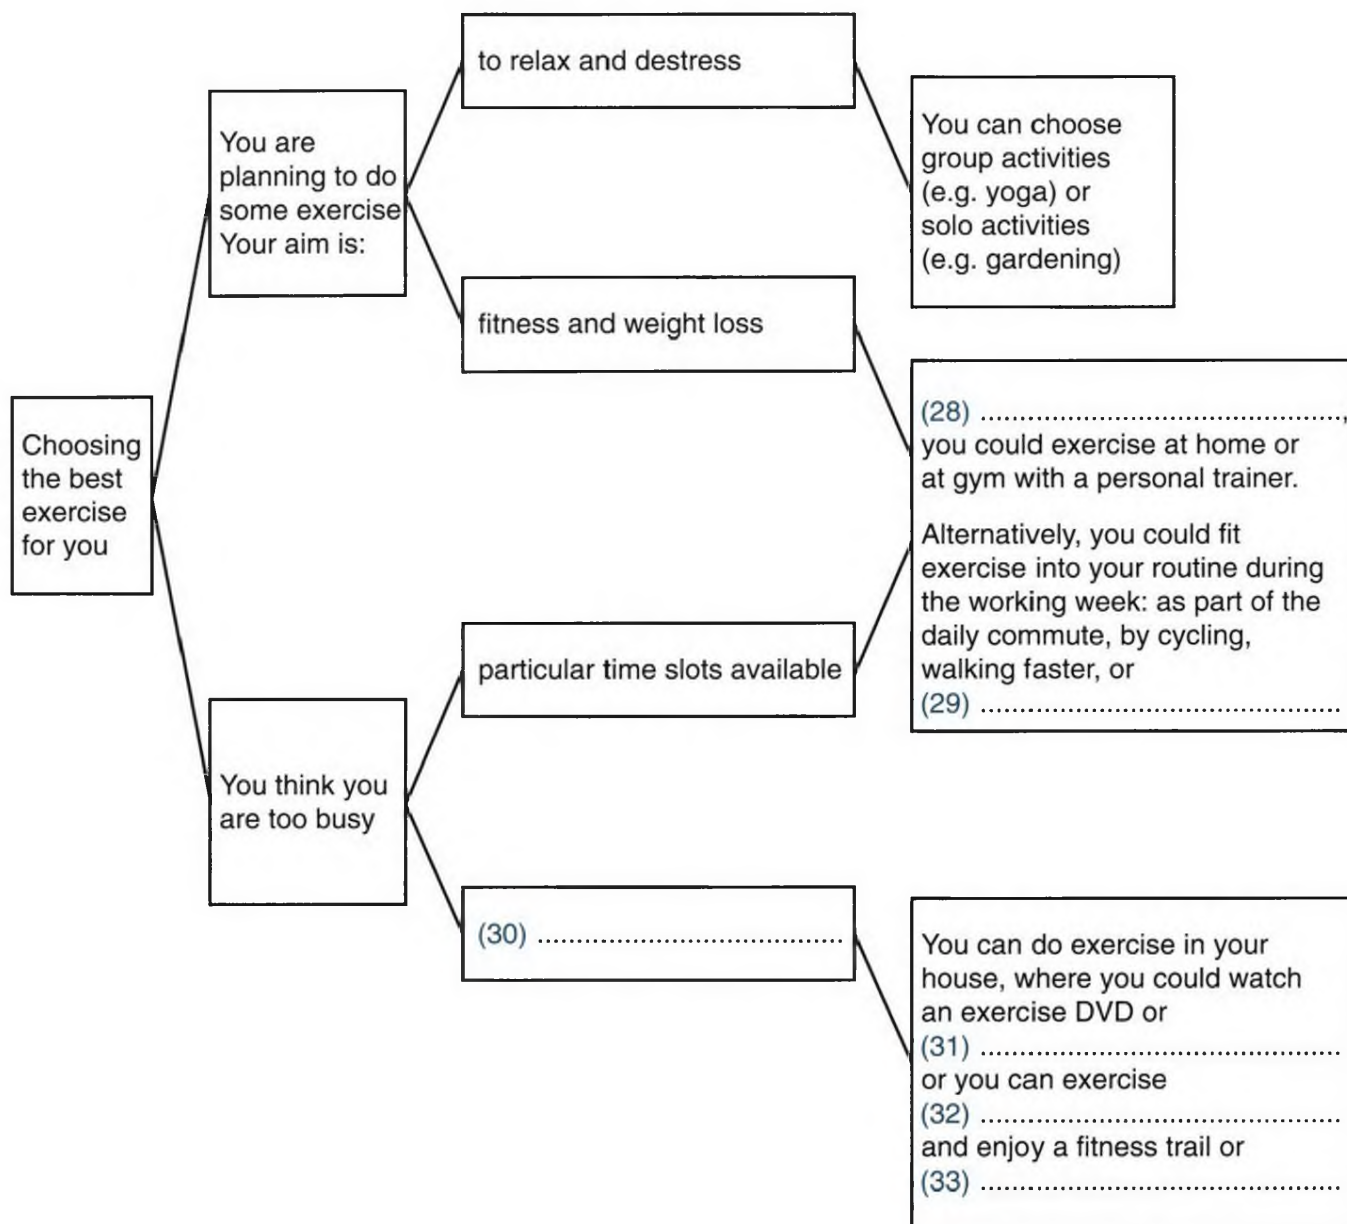 to relax and destress
You are
planning to do
some exercise
Your aim is:
You can choose
group activities
(e.g. yoga) or
solo activities
(e.g. gardening)
fitness and weight loss
Choosing
the best
exercise
for you
(28) ..........................................,
you could exercise at home or
at gym with a personal trainer.
Alternatively, you could fit
exercise into your routine during
the working week: as part of the
daily commute, by cycling,
walking faster, or
(29) ..........................................
particular time slots available
You think you
are too busy
(30) ....................................
You can do exercise in your
house, where you could watch
an exercise DVD or
(31) ..........................................
or you can exercise
(32) ..........................................
and enjoy a fitness trail or
(33) ..........................................